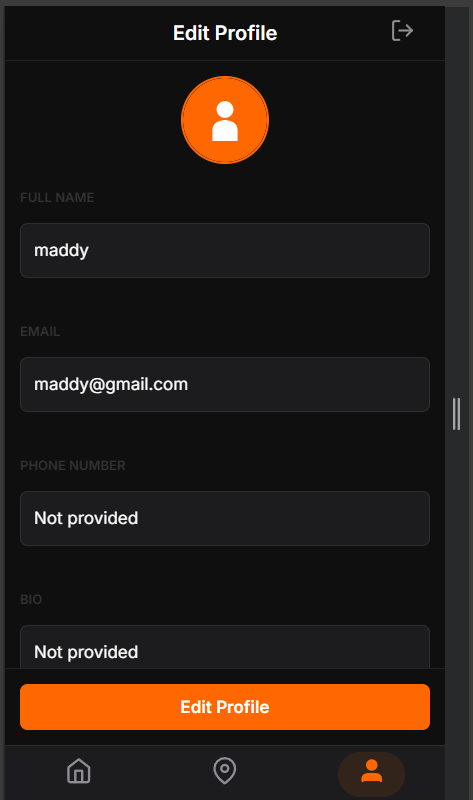 Edit Profile
FULL NAME
maddy
EMAIL
maddy@gmail.com
PHONE NUMBER
Not provided
BIO
Not provided
Edit Profile